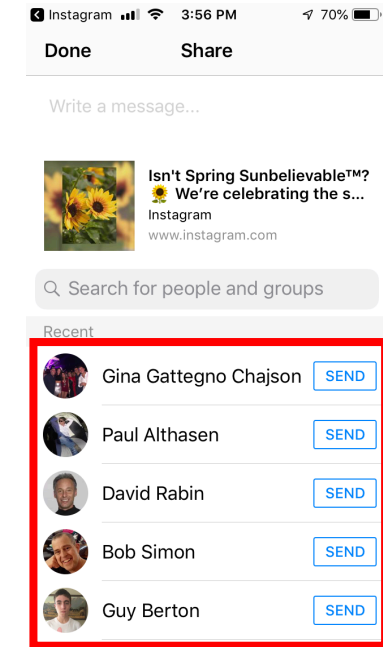 Instagram 3:56 PM 70%
Done Share
Write a message...
Isn't Spring Sunbelievable™?
🌻 We're celebrating the s...
Instagram
www.instagram.com
Search for people and groups
Recent
Gina Gattegno Chajson SEND
Paul Althasen SEND
David Rabin SEND
Bob Simon SEND
Guy Berton SEND